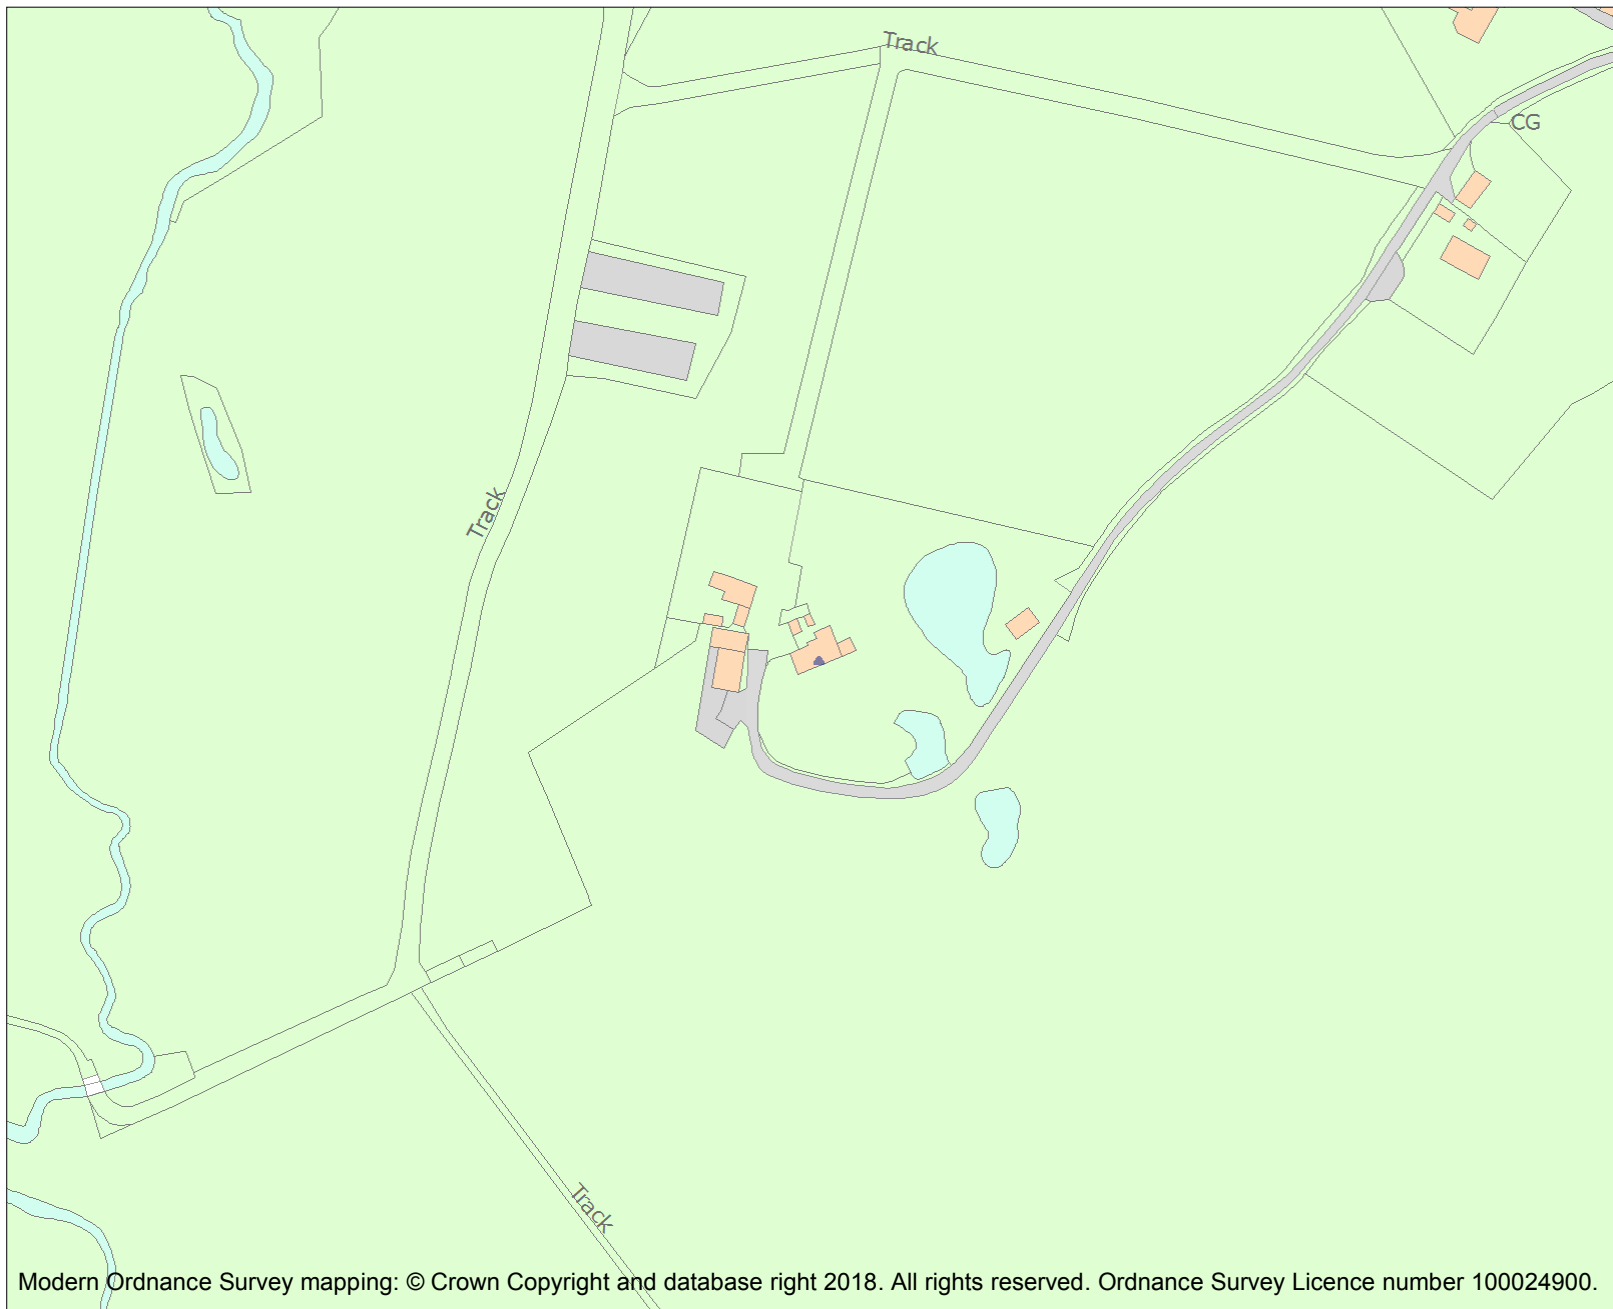 Track
CG
Track
Track
Modern Ordnance Survey mapping: © Crown Copyright and database right 2018. All rights reserved. Ordnance Survey Licence number 100024900.